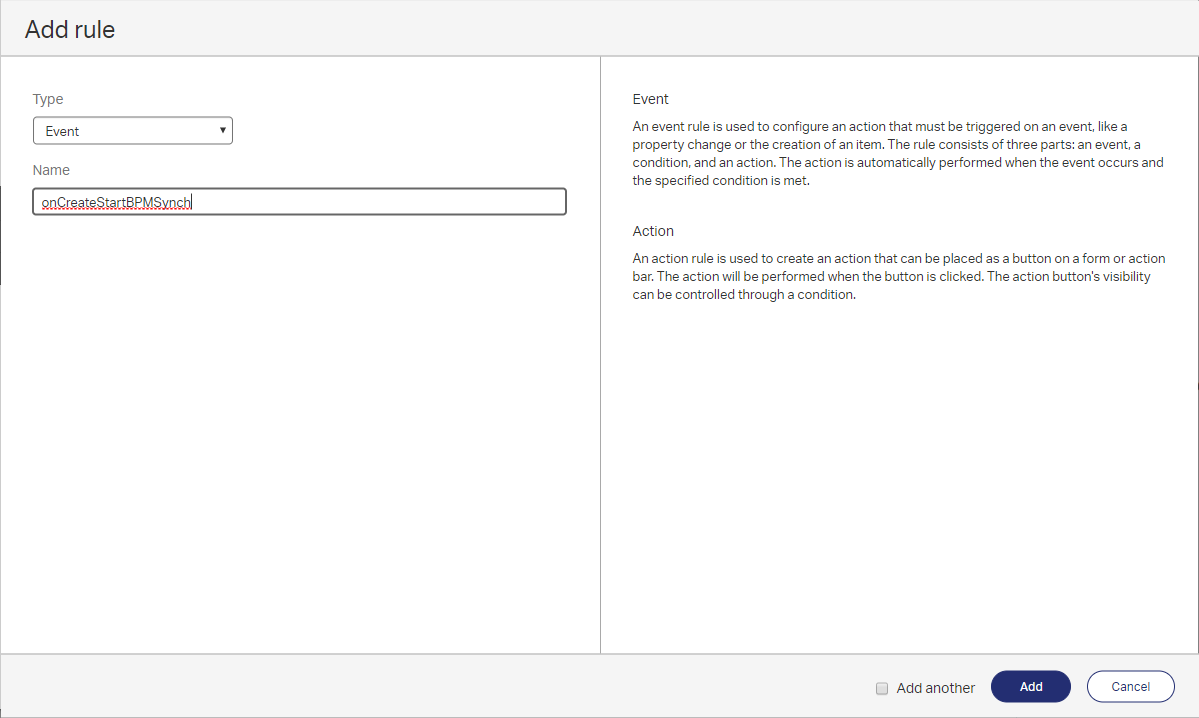 Add rule
Type
Event
Name
onCreateStartBPMSynch
Event
An event rule is used to configure an action that must be triggered on an event, like a
property change or the creation of an item. The rule consists of three parts: an event, a
condition, and an action. The action is automatically performed when the event occurs and
the specified condition is met.
Action
An action rule is used to create an action that can be placed as a button on a form or action
bar. The action will be performed when the button is clicked. The action button's visibility
can be controlled through a condition.
Add another
Add
Cancel